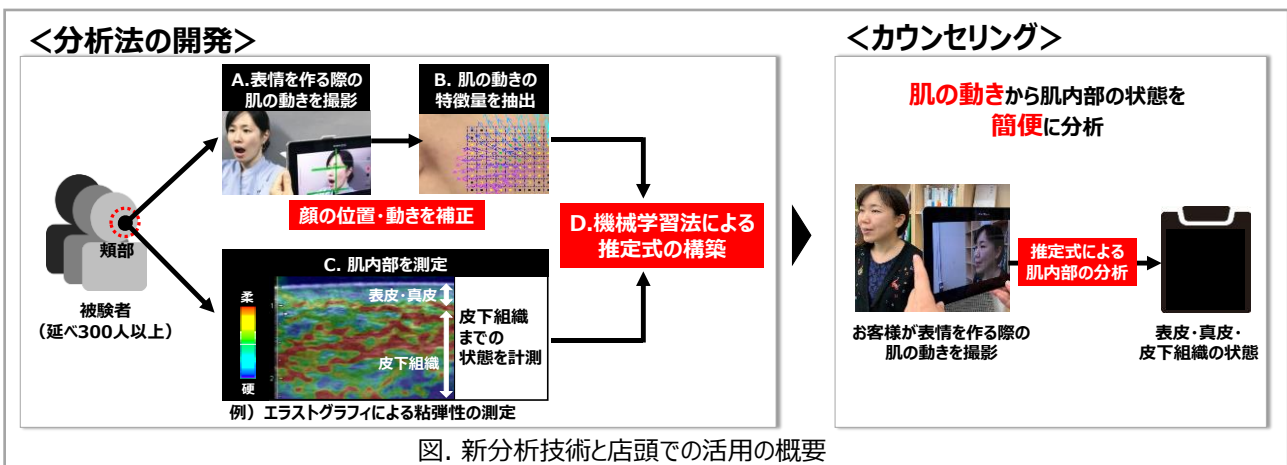 ＜分析法の開発＞
A.表情を作る際の
肌の動きを撮影
B. 肌の動きの
特徴量を抽出
顔の位置・動きを補正
頬部
被験者
（延べ300人以上）
C. 肌内部を測定
柔
硬
表皮・真皮
皮下組織
皮下組織
までの
状態を計測
例）エラストグラフィによる粘弾性の測定
D.機械学習法による
推定式の構築
＜カウンセリング＞
肌の動きから肌内部の状態を
簡便に分析
推定式による
肌内部の分析
お客様が表情を作る際の
肌の動きを撮影
表皮・真皮・
皮下組織の状態
図. 新分析技術と店頭での活用の概要